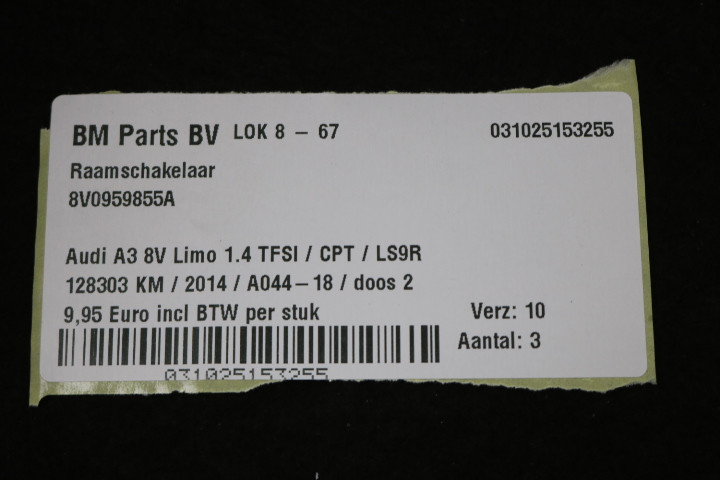 BM Parts BV LOK 8 – 67 031025153255
Raamschakelaar
8V0959855A
Audi A3 8V Limo 1.4 TFSI / CPT / LS9R
128303 KM / 2014 / A044-18 / doos 2
9,95 Euro incl BTW per stuk Verz: 10
Aantal: 3
031025153255